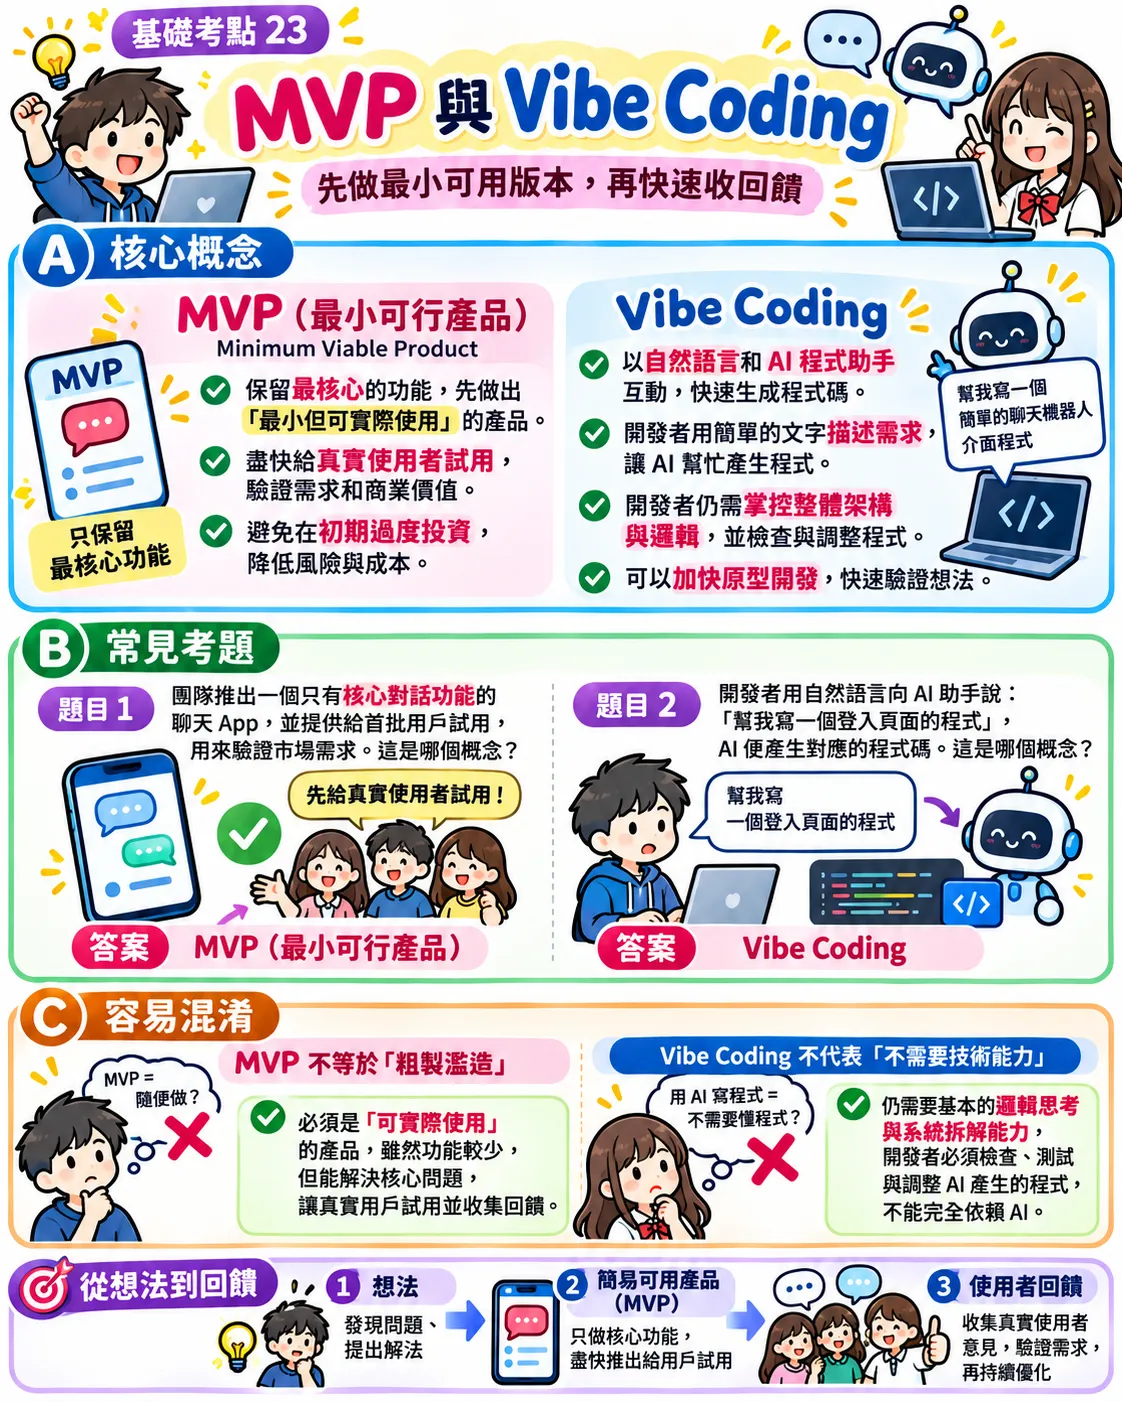 基礎考點 23
MVP 與 Vibe Coding
先做最小可用版本，再快速收回饋
A 核心概念
MVP（最小可行產品）
Minimum Viable Product
MVP
只保留
最核心功能
保留最核心的功能，先做出
「最小但可實際使用」的產品。
盡快給真實使用者試用，
驗證需求和商業價值。
避免在初期過度投資，
降低風險與成本。
Vibe Coding
以自然語言和 AI 程式助手
互動，快速生成程式碼。
開發者用簡單的文字描述需求，
讓 AI 幫忙產生程式。
開發者仍需掌控整體架構
與邏輯，並檢查與調整程式。
可以加快原型開發，快速驗證想法。
幫我寫一個
簡單的聊天機器人
介面程式
</>
</>
B 常見考題
題目 1
團隊推出一個只有核心對話功能的
聊天 App，並提供給首批用戶試用，
用來驗證市場需求。這是哪個概念？
先給真實使用者試用！
答案 MVP（最小可行產品）
題目 2
開發者用自然語言向 AI 助手說：
「幫我寫一個登入頁面的程式」，
AI 便產生對應的程式碼。這是哪個概念？
幫我寫
一個登入頁面的程式
</>
答案 Vibe Coding
C 容易混淆
MVP 不等於「粗製濫造」
MVP =
隨便做？
必須是「可實際使用」
的產品，雖然功能較少，
但能解決核心問題，
讓真實用戶試用並收集回饋。
Vibe Coding 不代表「不需要技術能力」
用 AI 寫程式 =
不需要懂程式？
仍需要基本的邏輯思考
與系統拆解能力，
開發者必須檢查、測試
與調整 AI 產生的程式，
不能完全依賴 AI。
從想法到回饋
1 想法
發現問題、
提出解法
2 簡易可用產品
（MVP）
只做核心功能，
盡快推出給用戶試用
3 使用者回饋
收集真實使用者
意見，驗證需求，
再持續優化